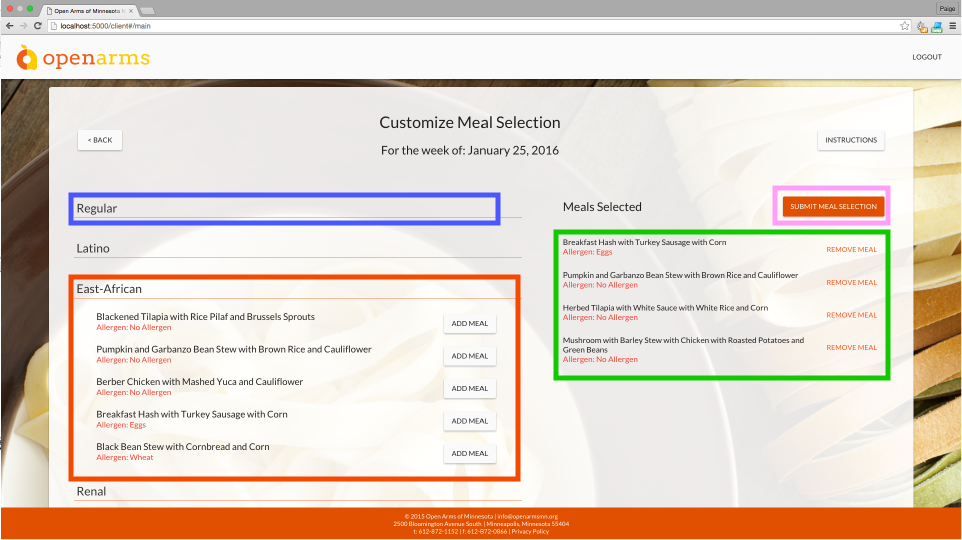 Open Arms of Minnesota M
Paige
localhost:5000/client#/main
openarms
LOGOUT
< BACK
Customize Meal Selection
For the week of: January 25, 2016
INSTRUCTIONS
Regular
Latino
East-African
Blackened Tilapia with Rice Pilaf and Brussels Sprouts
Allergen: No Allergen
ADD MEAL
Pumpkin and Garbanzo Bean Stew with Brown Rice and Cauliflower
Allergen: No Allergen
ADD MEAL
Berber Chicken with Mashed Yuca and Cauliflower
Allergen: No Allergen
ADD MEAL
Breakfast Hash with Turkey Sausage with Corn
Allergen: Eggs
ADD MEAL
Black Bean Stew with Cornbread and Corn
Allergen: Wheat
ADD MEAL
Renal
Meals Selected
SUBMIT MEAL SELECTION
Breakfast Hash with Turkey Sausage with Corn
Allergen: Eggs
REMOVE MEAL
Pumpkin and Garbanzo Bean Stew with Brown Rice and Cauliflower
Allergen: No Allergen
REMOVE MEAL
Herbed Tilapia with White Sauce with White Rice and Corn
Allergen: No Allergen
REMOVE MEAL
Mushroom with Barley Stew with Chicken with Roasted Potatoes and
Green Beans
Allergen: No Allergen
REMOVE MEAL
© 2015 Open Arms of Minnesota | info@openarmsmn.org
2500 Bloomington Avenue South | Minneapolis, Minnesota 55404
t: 612-872-1152 | f: 612-872-0866 | Privacy Policy